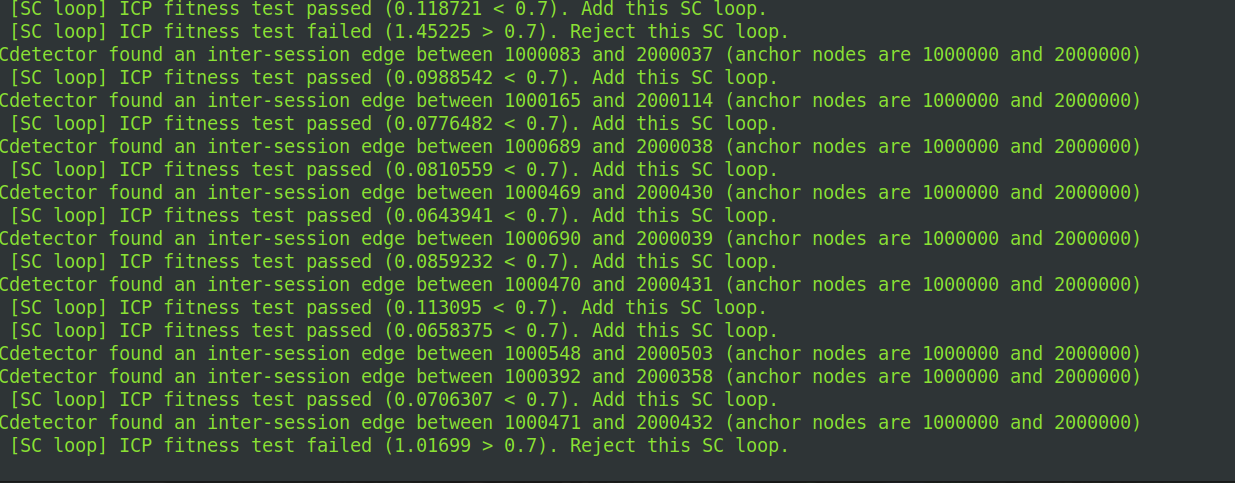 [SC loop] ICP fitness test passed (0.118721 < 0.7). Add this SC loop.
[SC loop] ICP fitness test failed (1.45225 > 0.7). Reject this SC loop.
Cdetector found an inter-session edge between 1000083 and 2000037 (anchor nodes are 1000000 and 2000000)
[SC loop] ICP fitness test passed (0.0988542 < 0.7). Add this SC loop.
Cdetector found an inter-session edge between 1000165 and 2000114 (anchor nodes are 1000000 and 2000000)
[SC loop] ICP fitness test passed (0.0776482 < 0.7). Add this SC loop.
Cdetector found an inter-session edge between 1000689 and 2000038 (anchor nodes are 1000000 and 2000000)
[SC loop] ICP fitness test passed (0.0810559 < 0.7). Add this SC loop.
Cdetector found an inter-session edge between 1000469 and 2000430 (anchor nodes are 1000000 and 2000000)
[SC loop] ICP fitness test passed (0.0643941 < 0.7). Add this SC loop.
Cdetector found an inter-session edge between 1000690 and 2000039 (anchor nodes are 1000000 and 2000000)
[SC loop] ICP fitness test passed (0.0859232 < 0.7). Add this SC loop.
Cdetector found an inter-session edge between 1000470 and 2000431 (anchor nodes are 1000000 and 2000000)
[SC loop] ICP fitness test passed (0.113095 < 0.7). Add this SC loop.
[SC loop] ICP fitness test passed (0.0658375 < 0.7). Add this SC loop.
Cdetector found an inter-session edge between 1000548 and 2000503 (anchor nodes are 1000000 and 2000000)
Cdetector found an inter-session edge between 1000392 and 2000358 (anchor nodes are 1000000 and 2000000)
[SC loop] ICP fitness test passed (0.0706307 < 0.7). Add this SC loop.
Cdetector found an inter-session edge between 1000471 and 2000432 (anchor nodes are 1000000 and 2000000)
[SC loop] ICP fitness test failed (1.01699 > 0.7). Reject this SC loop.